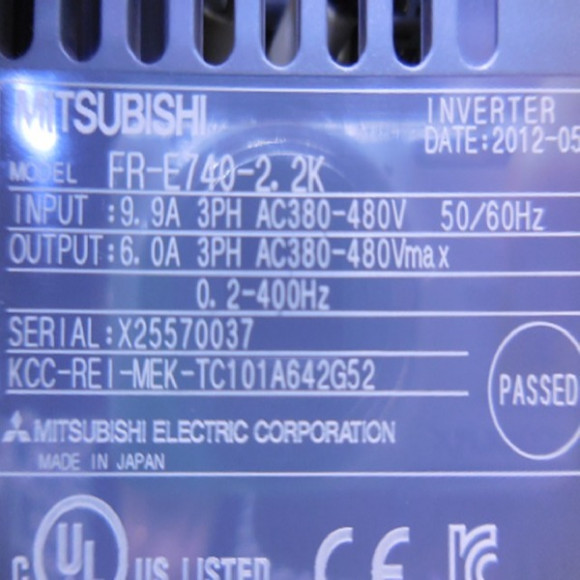 MITSUBISHI INVERTER
DATE:2012-05
MODEL FR-E740-2.2K
INPUT :9.9A 3PH AC380-480V 50/60Hz
OUTPUT:6.0A 3PH AC380-480Vmax
0.2-400Hz
SERIAL:X25570037
KCC-REI-MEK-TC101A642G52
PASSED
MITSUBISHI ELECTRIC CORPORATION
MADE IN JAPAN
c UL US LISTED CE